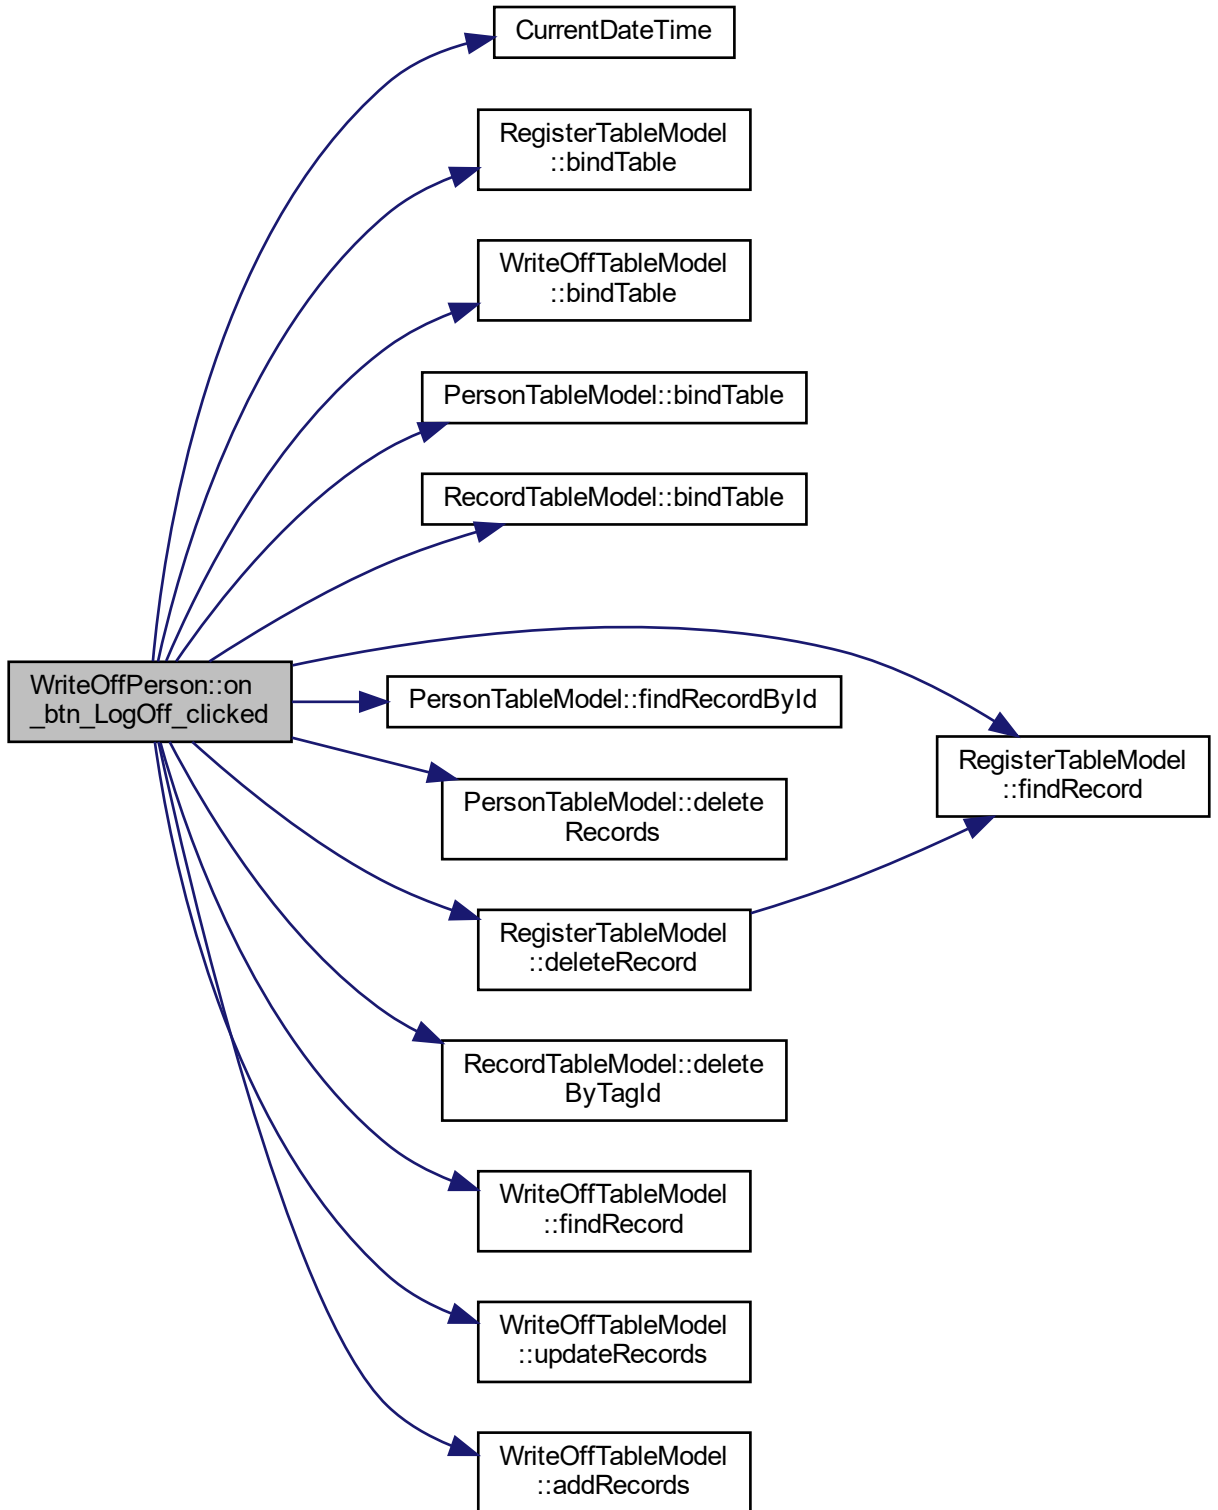 CurrentDateTime
RegisterTableModel
::bindTable
WriteOffTableModel
::bindTable
PersonTableModel::bindTable
RecordTableModel::bindTable
WriteOffPerson::on
_btn_LogOff_clicked
PersonTableModel::findRecordById
RegisterTableModel
::findRecord
PersonTableModel::delete
Records
RegisterTableModel
::deleteRecord
RecordTableModel::delete
ByTagId
WriteOffTableModel
::findRecord
WriteOffTableModel
::updateRecords
WriteOffTableModel
::addRecords